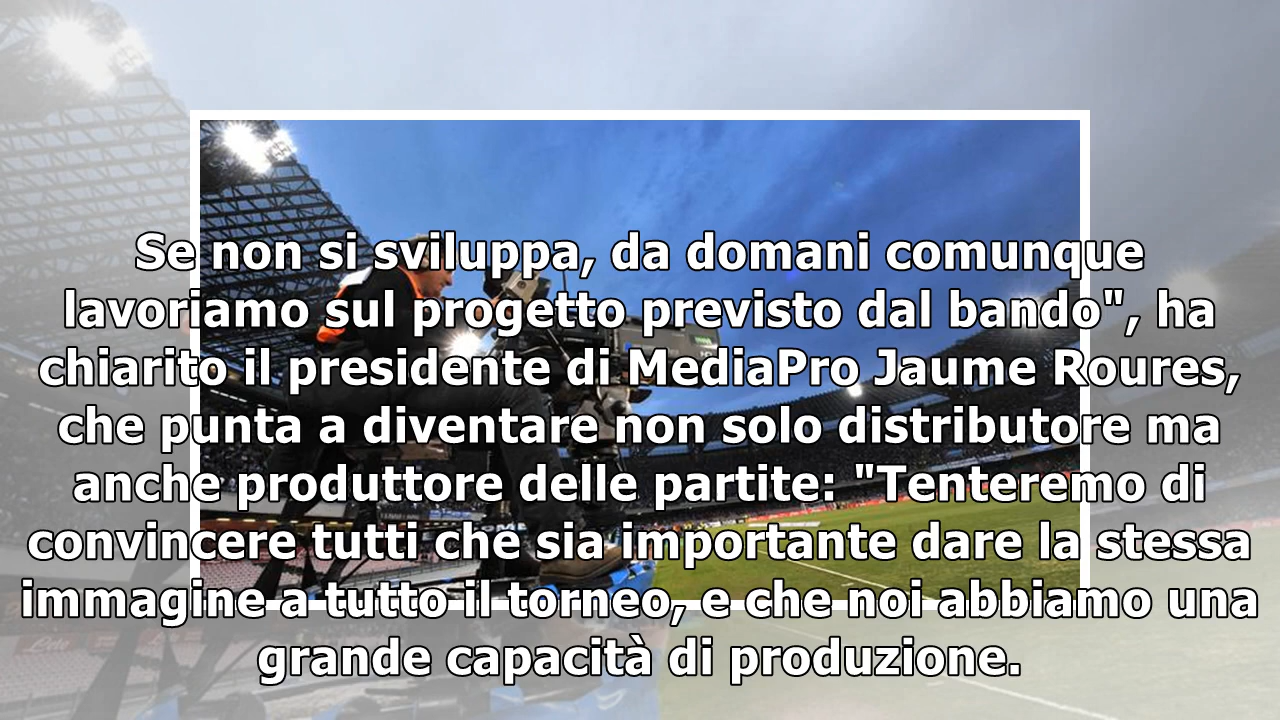 Se non si sviluppa, da domani comunque
lavoriamo sul progetto previsto dal bando", ha
chiarito il presidente di MediaPro Jaume Roures,
che punta a diventare non solo distributore ma
anche produttore delle partite: "Tenteremo di
convincere tutti che sia importante dare la stessa
immagine a tutto il torneo, e che noi abbiamo una
grande capacità di produzione.